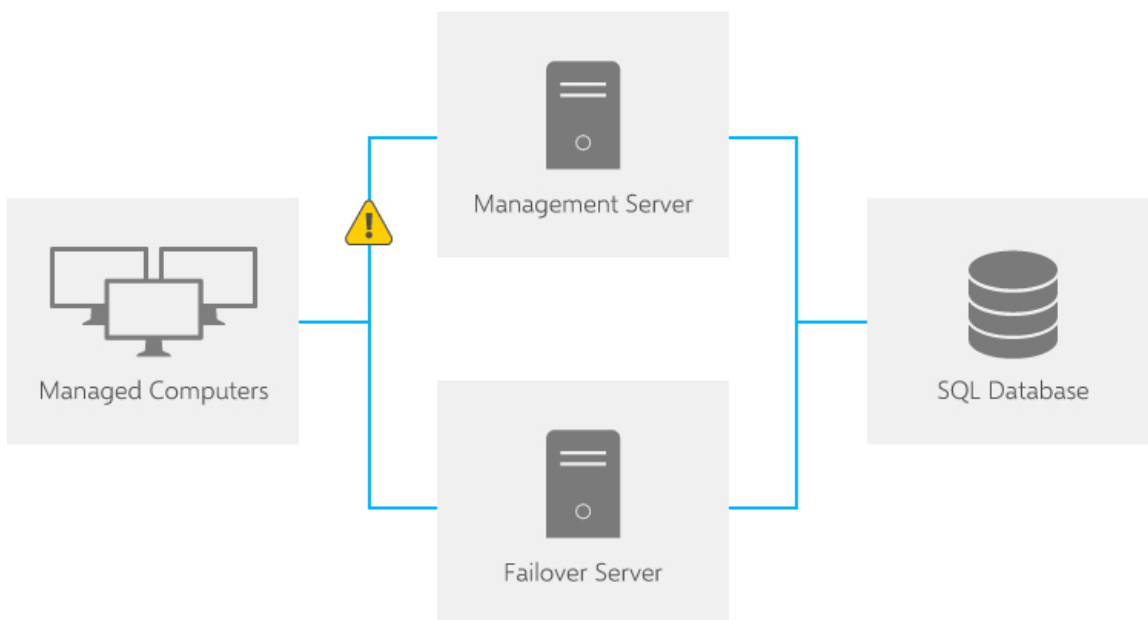 Management Server
Managed Computers
SQL Database
Failover Server